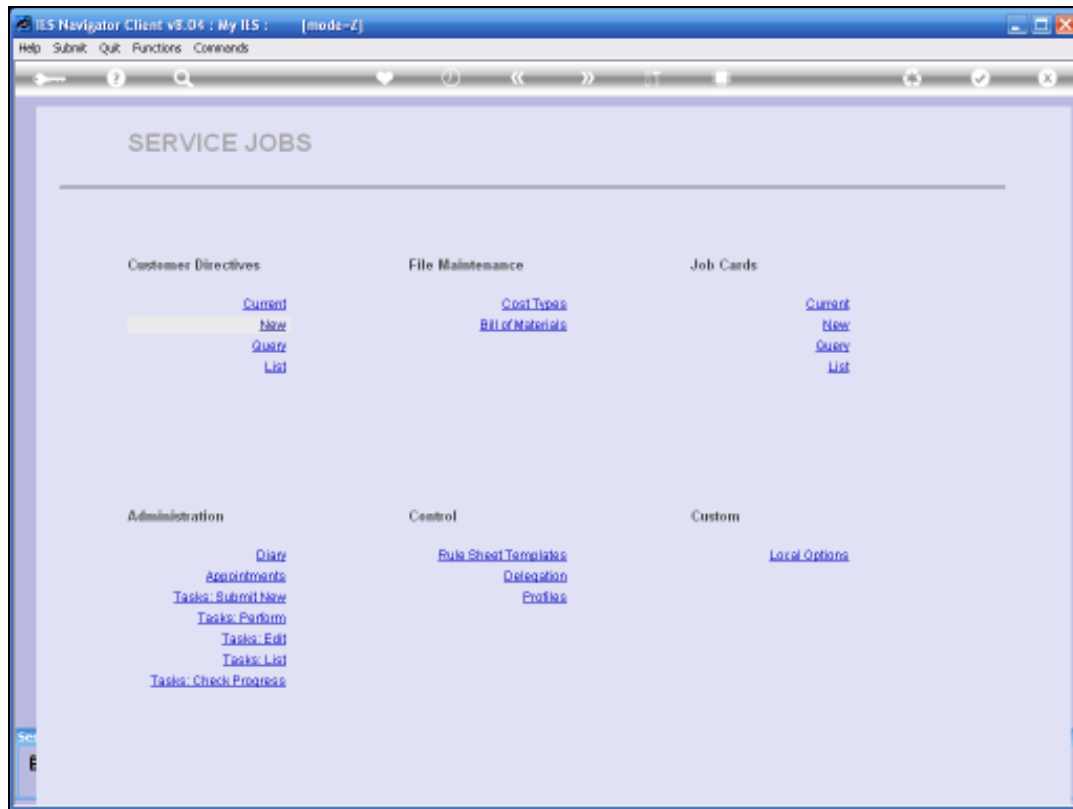 IES Navigator Client v8.04 : My IES : [mode=Z]
Help Submit Quit Functions Commands
SERVICE JOBS
Customer Directives
Current
New
Query
List
File Maintenance
Cost Types
Bill of Materials
Job Cards
Current
New
Query
List
Administration
Diary
Appointments
Tasks: Submit New
Tasks: Perform
Tasks: Edit
Tasks: List
Tasks: Check Progress
Control
Rule Sheet Templates
Delegation
Profiles
Custom
Local Options